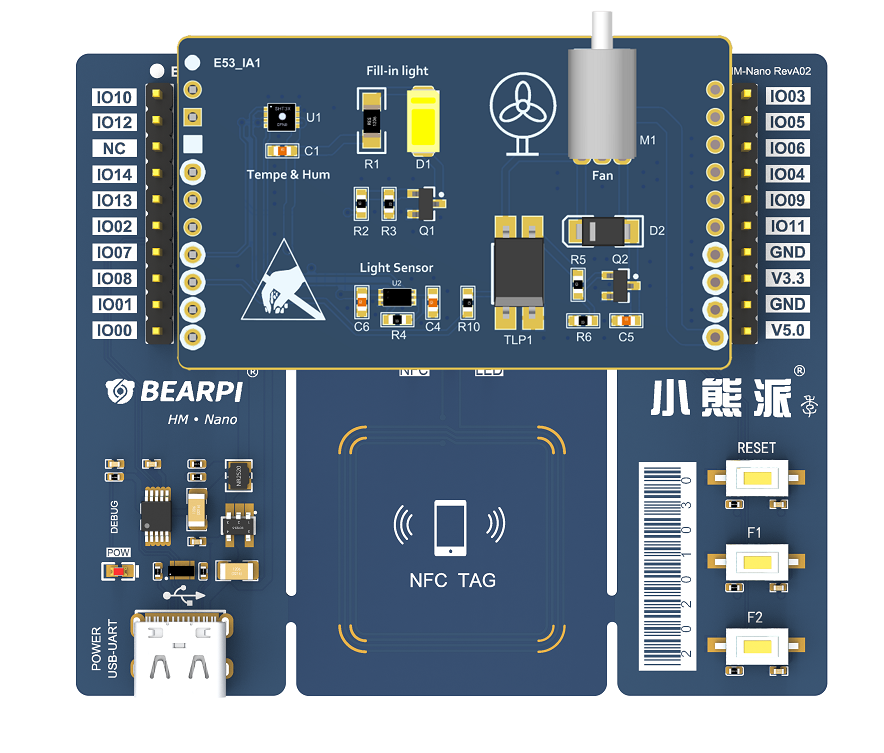 E53_IA1
HM-Nano RevA02
Fill-in light
U1
C1
Tempe & Hum
R1
D1
M1
Fan
IO10
IO12
NC
IO14
IO13
IO02
IO07
IO08
IO01
IO00
IO03
IO05
IO06
IO04
IO09
IO11
GND
V3.3
GND
V5.0
R2
R3
Q1
D2
R5
Q2
Light Sensor
U2
C6
R4
C4
R10
TLP1
R6
C5
NFC
LED
BEARPI®
HM • Nano
小熊派®
DEBUG
NR2520
POW
POWER
USB-UART
NFC TAG
20201030
RESET
F1
F2